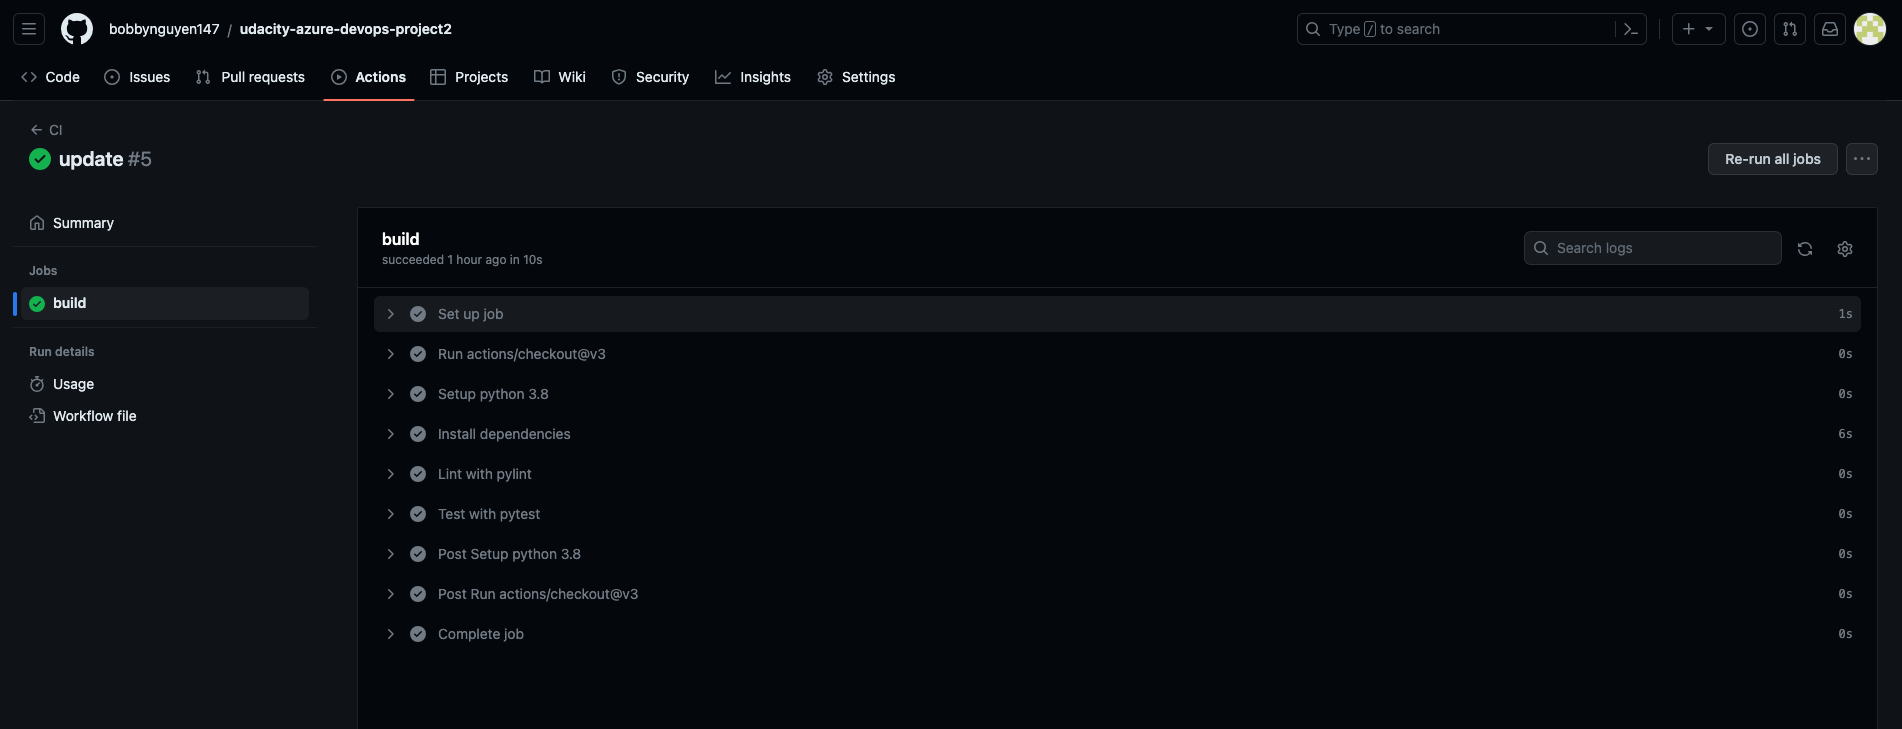 bobbynguyen147 / udacity-azure-devops-project2
Type / to search
Code Issues Pull requests Actions Projects Wiki Security Insights Settings
CI
update #5
Re-run all jobs
Summary
Jobs
build
Run details
Usage
Workflow file
build
succeeded 1 hour ago in 10s
Search logs
Set up job 1s
Run actions/checkout@v3 0s
Setup python 3.8 0s
Install dependencies 6s
Lint with pylint 0s
Test with pytest 0s
Post Setup python 3.8 0s
Post Run actions/checkout@v3 0s
Complete job 0s